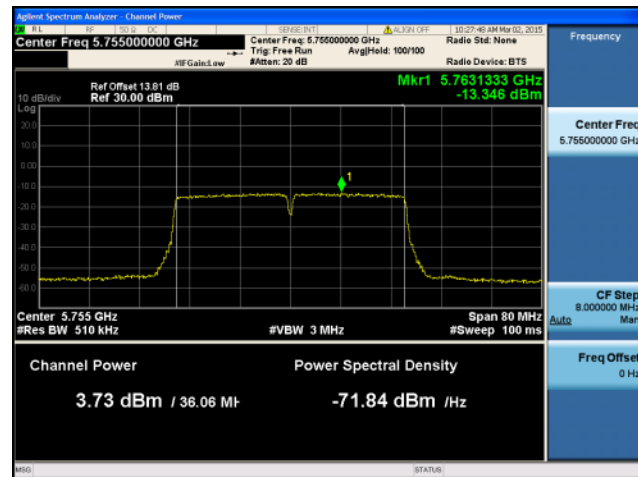 Agilent Spectrum Analyzer - Channel Power
RL RF 50 Ω DC SENSE:INT ALIGN OFF 10:27:48 AM Mar 02, 2015
Center Freq 5.755000000 GHz
Center Freq: 5.755000000 GHz Radio Std: None
Trig: Free Run Avg|Hold: 100/100
#IFGain:Low #Atten: 20 dB Radio Device: BTS
Frequency
Mkr1 5.7631333 GHz
-13.346 dBm
Ref Offset 13.81 dB
10 dB/div Ref 30.00 dBm
Log
20.0
10.0
0.00
-10.0
-20.0
-30.0
-40.0
-50.0
-60.0
1
Center Freq
5.755000000 GHz
Center 5.755 GHz Span 80 MHz
#Res BW 510 kHz #VBW 3 MHz #Sweep 100 ms
CF Step
8.000000 MHz
Auto Man
Channel Power Power Spectral Density
3.73 dBm / 36.06 MH -71.84 dBm /Hz
Freq Offset
0 Hz
MSG STATUS